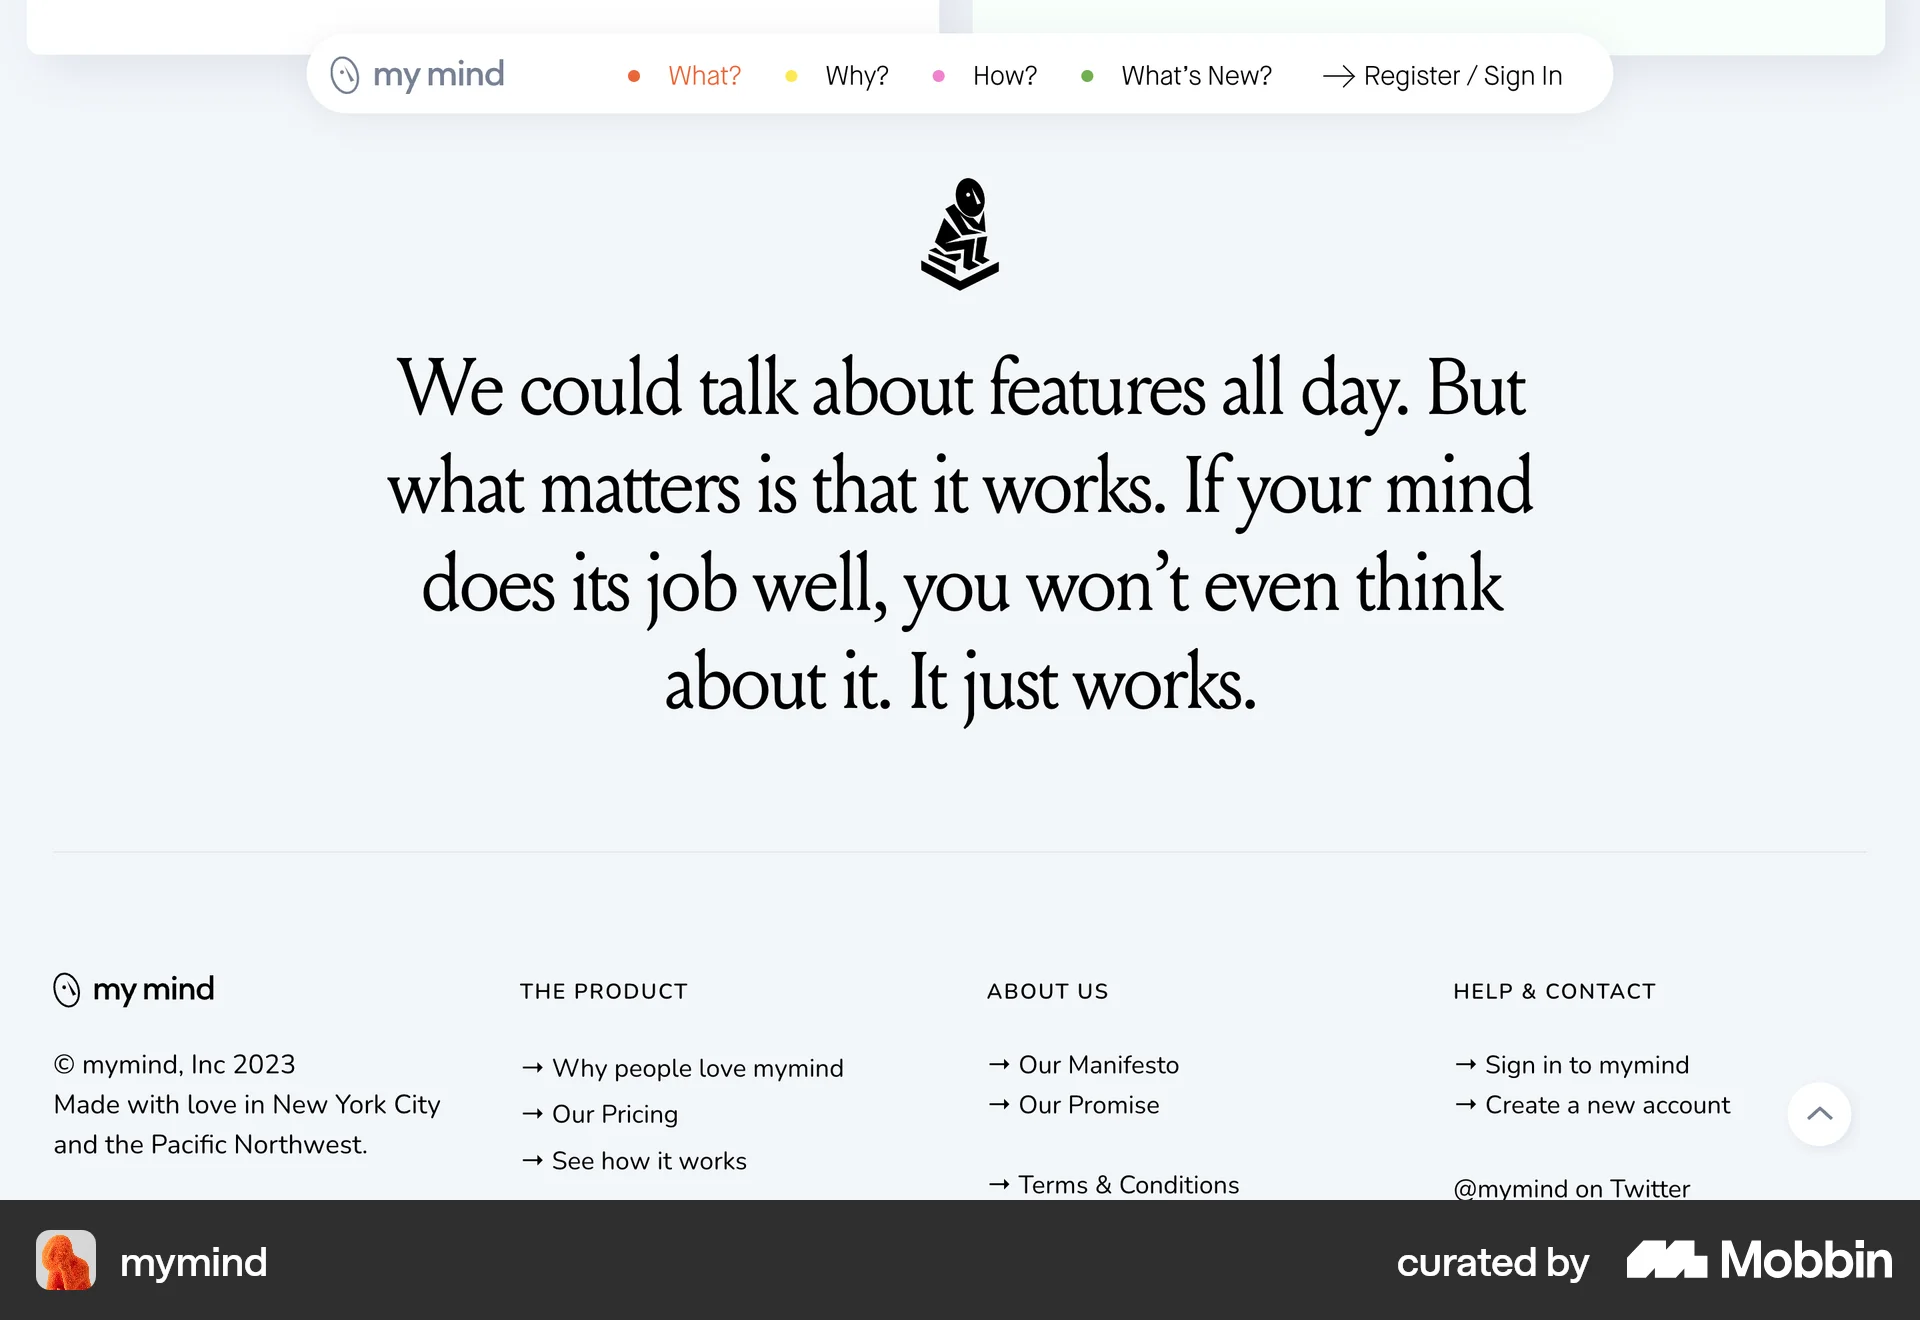 my mind
What?
Why?
How?
What’s New?
→ Register / Sign In
We could talk about features all day. But
what matters is that it works. If your mind
does its job well, you won’t even think
about it. It just works.
my mind
© mymind, Inc 2023
Made with love in New York City
and the Pacific Northwest.
THE PRODUCT
→ Why people love mymind
→ Our Pricing
→ See how it works
ABOUT US
→ Our Manifesto
→ Our Promise
→ Terms & Conditions
HELP & CONTACT
→ Sign in to mymind
→ Create a new account
@mymind on Twitter
mymind
curated by
Mobbin